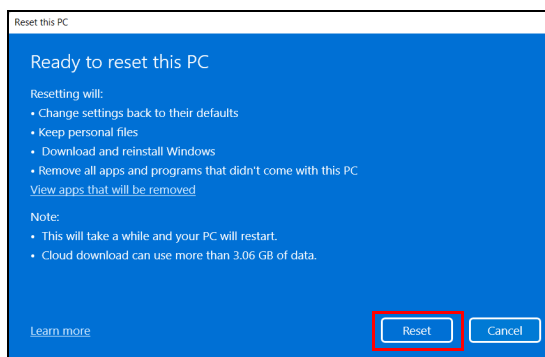 Reset this PC
Ready to reset this PC
Resetting will:
• Change settings back to their defaults
• Keep personal files
• Download and reinstall Windows
• Remove all apps and programs that didn't come with this PC
View apps that will be removed
Note:
• This will take a while and your PC will restart.
• Cloud download can use more than 3.06 GB of data.
Learn more
Reset
Cancel